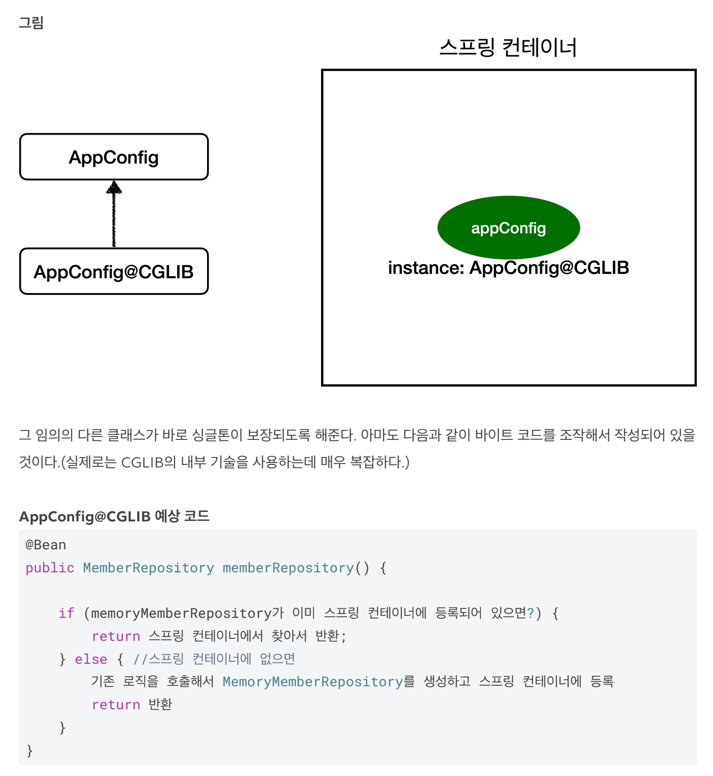 그림
스프링 컨테이너
AppConfig
AppConfig@CGLIB
appConfig
instance: AppConfig@CGLIB
그 임의의 다른 클래스가 바로 싱글톤이 보장되도록 해준다. 아마도 다음과 같이 바이트 코드를 조작해서 작성되어 있을
것이다.(실제로는 CGLIB의 내부 기술을 사용하는데 매우 복잡하다.)
AppConfig@CGLIB 예상 코드
@Bean
public MemberRepository memberRepository() {
    if (memoryMemberRepository가 이미 스프링 컨테이너에 등록되어 있으면?) {
        return 스프링 컨테이너에서 찾아서 반환;
    } else { //스프링 컨테이너에 없으면
        기존 로직을 호출해서 MemoryMemberRepository를 생성하고 스프링 컨테이너에 등록
        return 반환
    }
}